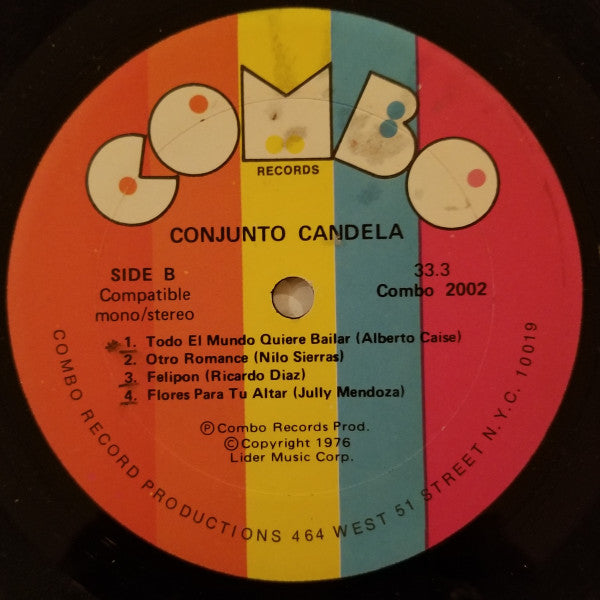 COMBO
RECORDS
CONJUNTO CANDELA
SIDE B
Compatible
mono/stereo
33.3
Combo 2002
1. Todo El Mundo Quiere Bailar (Alberto Caise)
2. Otro Romance (Nilo Sierras)
3. Felipon (Ricardo Diaz)
4. Flores Para Tu Altar (Jully Mendoza)
Ⓟ Combo Records Prod.
© Copyright 1976
Lider Music Corp.
COMBO RECORD PRODUCTIONS 464 WEST 51 STREET N.Y.C. 10019